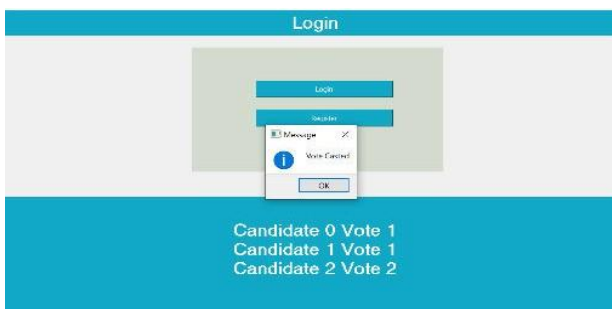 Login
Login
Register
Message
Vote Casted
OK
Candidate 0 Vote 1
Candidate 1 Vote 1
Candidate 2 Vote 2